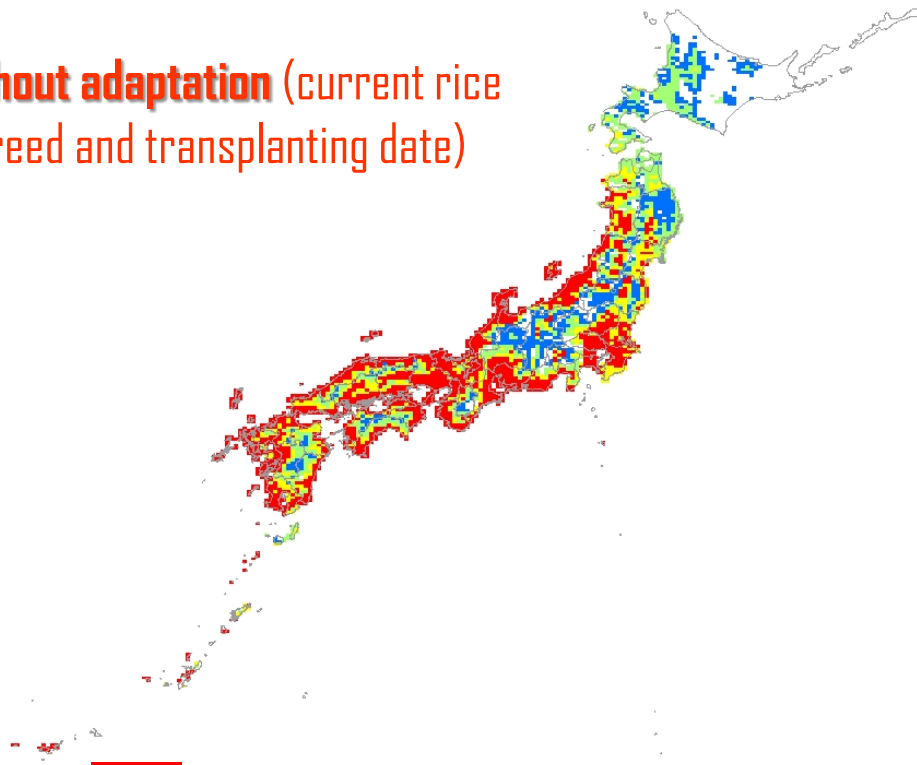 hout adaptation (current rice
reed and transplanting date)